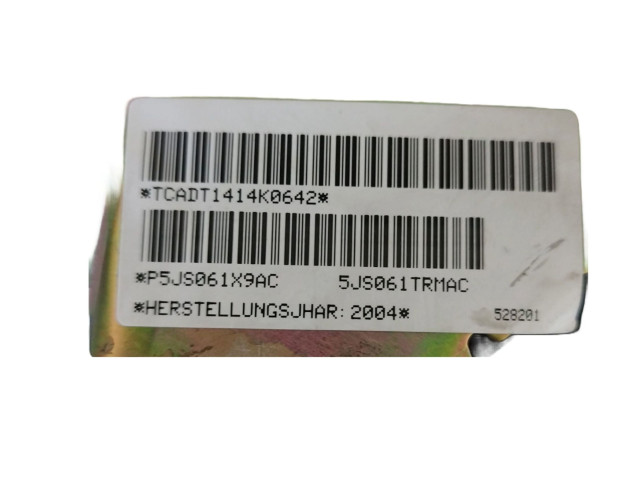 *TCADT1414K0642*
*P5JS061X9AC 5JS061TRMAC
*HERSTELLUNGSJHAR: 2004*
528201